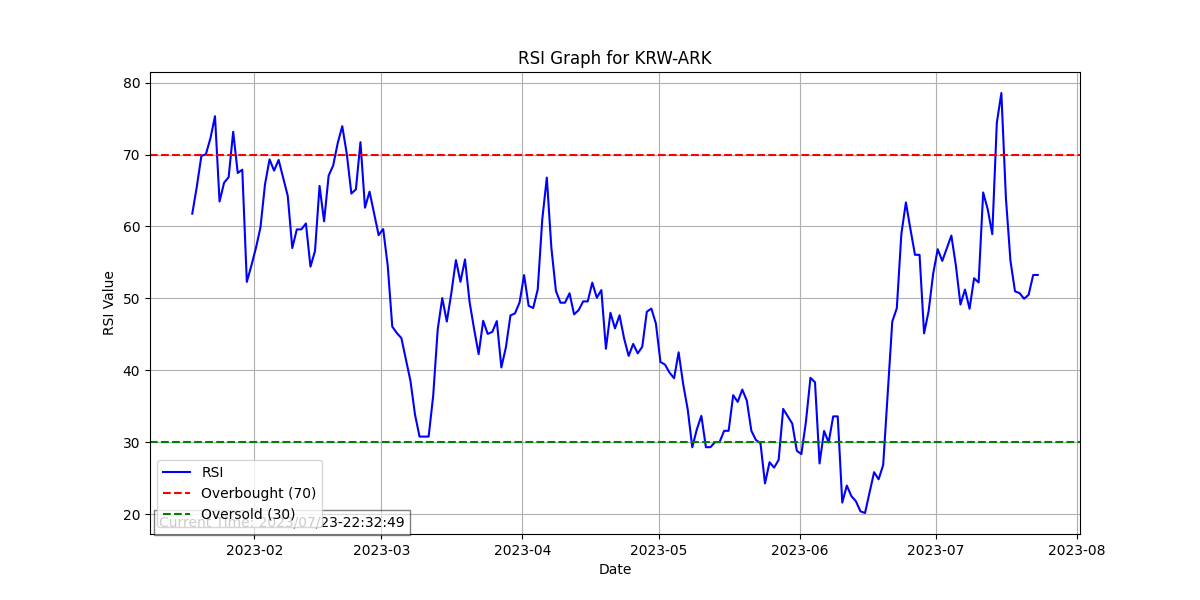 RSI Graph for KRW-ARK
80
70
60
50
40
30
20
RSI Value
RSI
Overbought (70)
Oversold (30)
Current Time: 2023/07/23-22:32:49
2023-02
2023-03
2023-04
2023-05
2023-06
2023-07
2023-08
Date